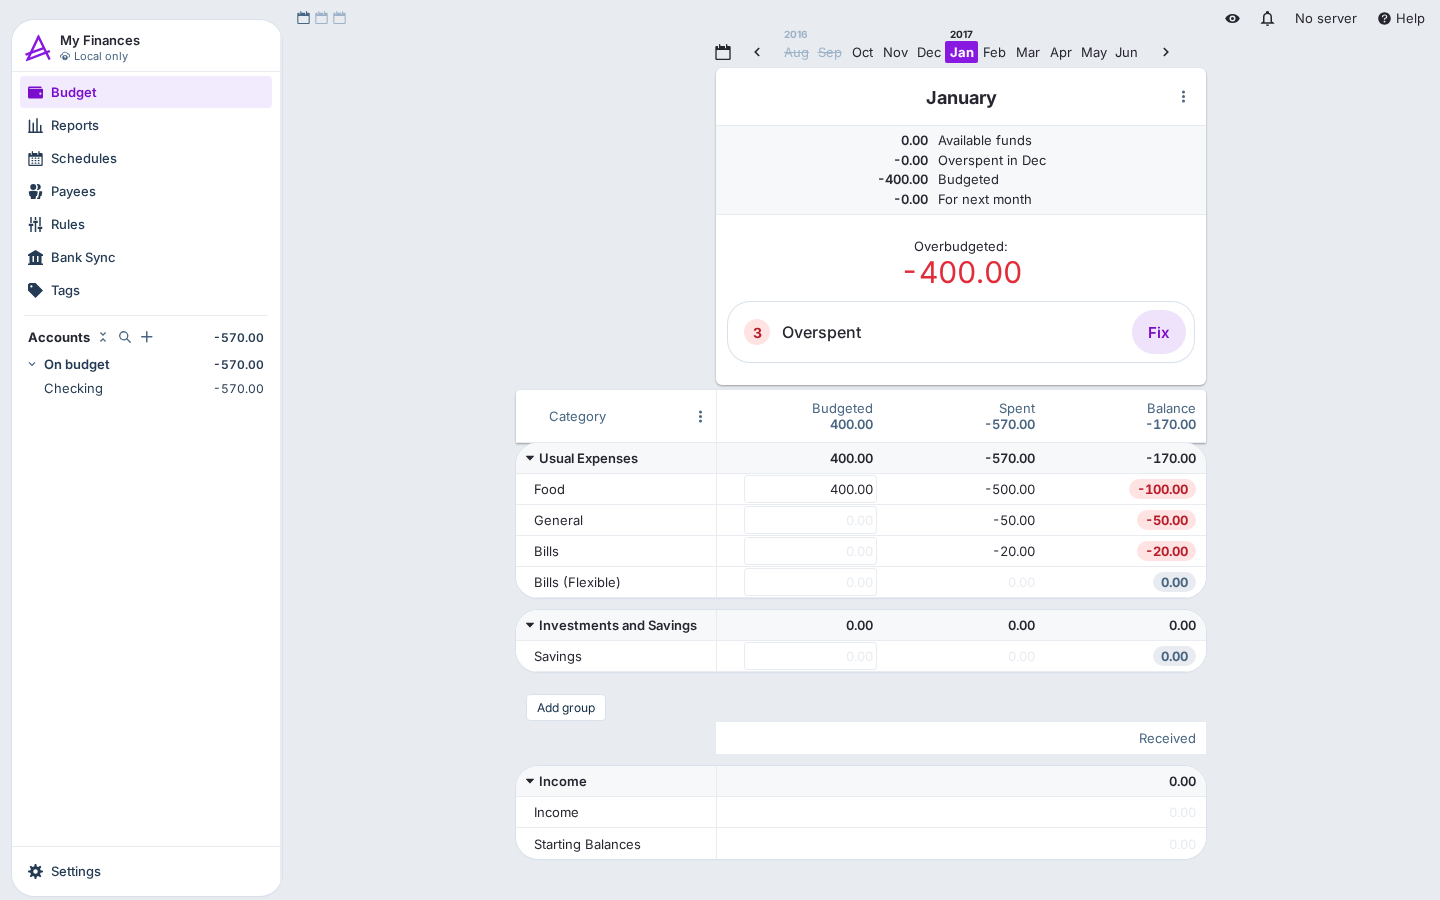 My Finances
Local only
Budget
Reports
Schedules
Payees
Rules
Bank Sync
Tags
Accounts -570.00
On budget -570.00
Checking -570.00
Settings
No server
Help
2016 2017
Aug Sep Oct Nov Dec Jan Feb Mar Apr May Jun
January
0.00 Available funds
-0.00 Overspent in Dec
-400.00 Budgeted
-0.00 For next month
Overbudgeted:
-400.00
3 Overspent Fix
Category Budgeted Spent Balance
400.00 -570.00 -170.00
Usual Expenses 400.00 -570.00 -170.00
Food 400.00 -500.00 -100.00
General 0.00 -50.00 -50.00
Bills 0.00 -20.00 -20.00
Bills (Flexible) 0.00 0.00 0.00
Investments and Savings 0.00 0.00 0.00
Savings 0.00 0.00 0.00
Add group
Received
Income 0.00
Income 0.00
Starting Balances 0.00